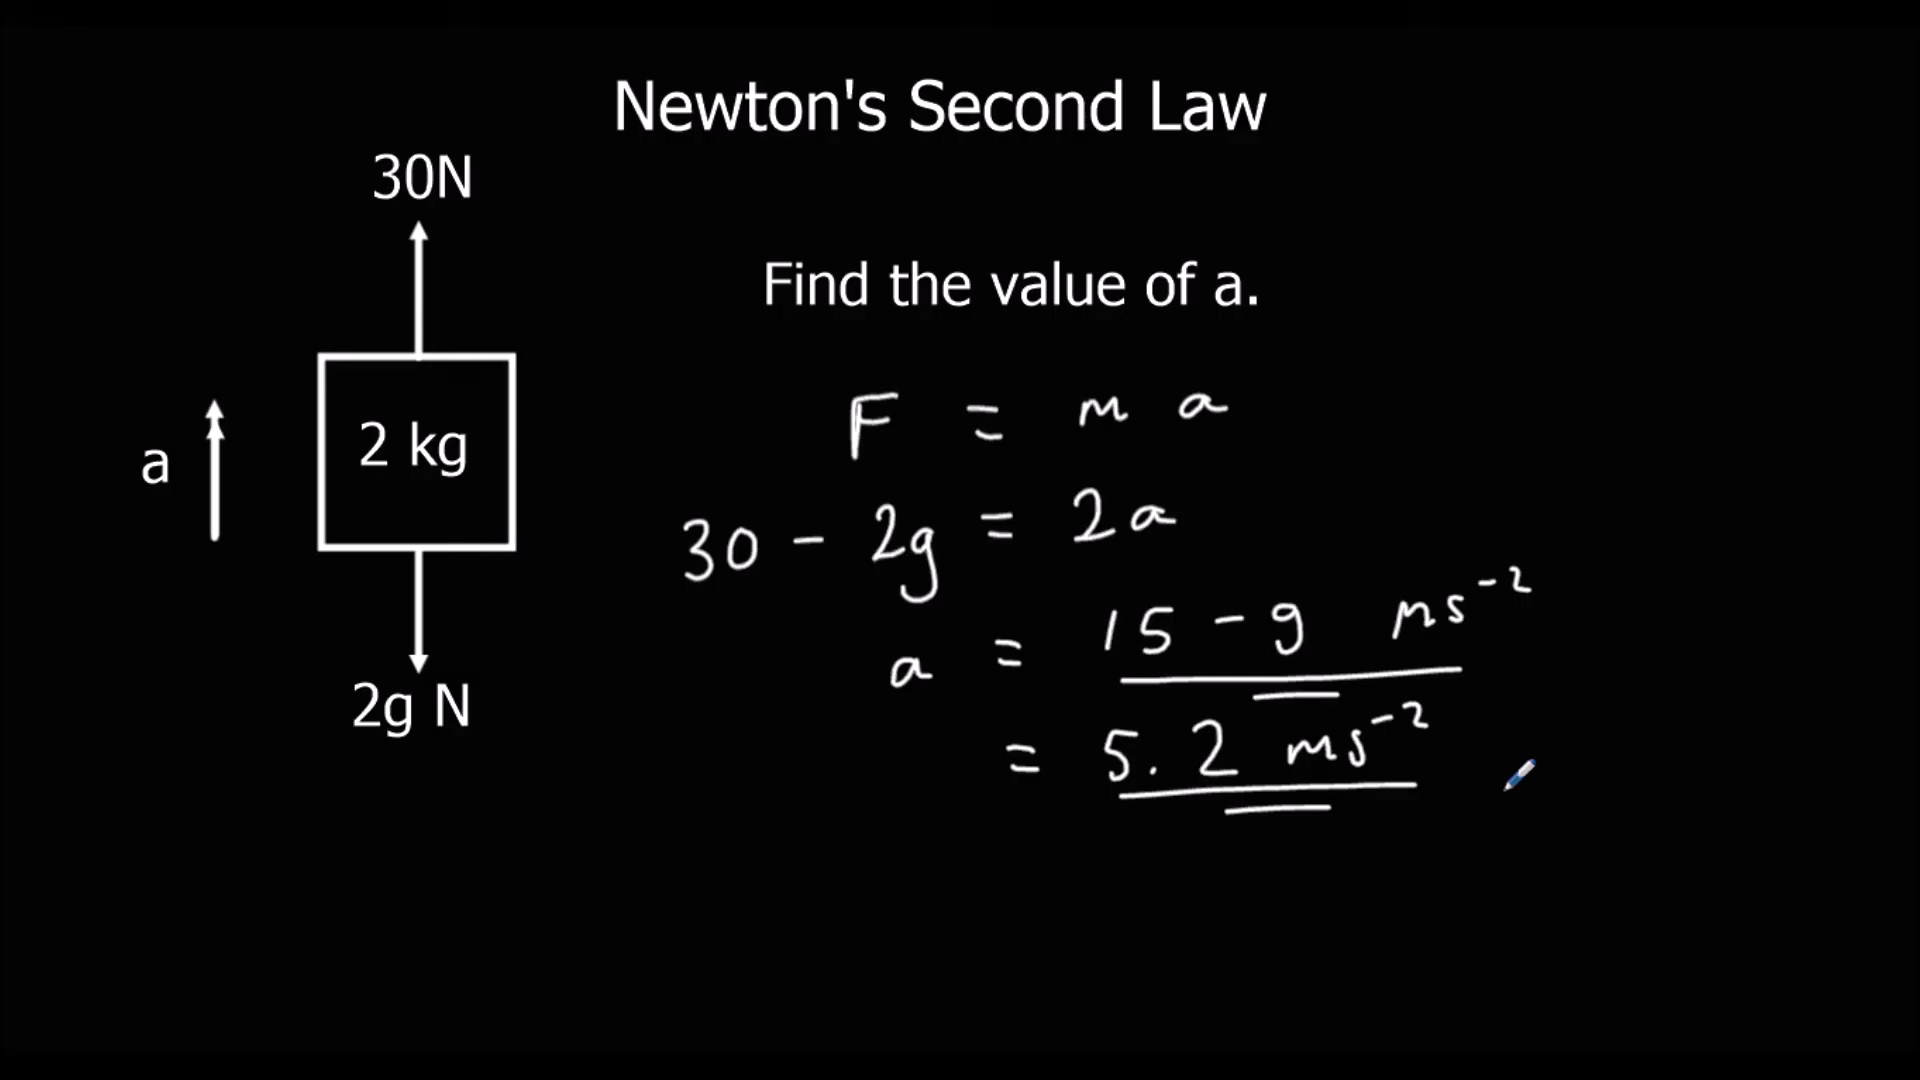 Newton's Second Law
30N
Find the value of a.
F = m a
a
2 kg
30 - 2g = 2a
a = 15 - g ms⁻²
2g N
= 5.2 ms⁻²